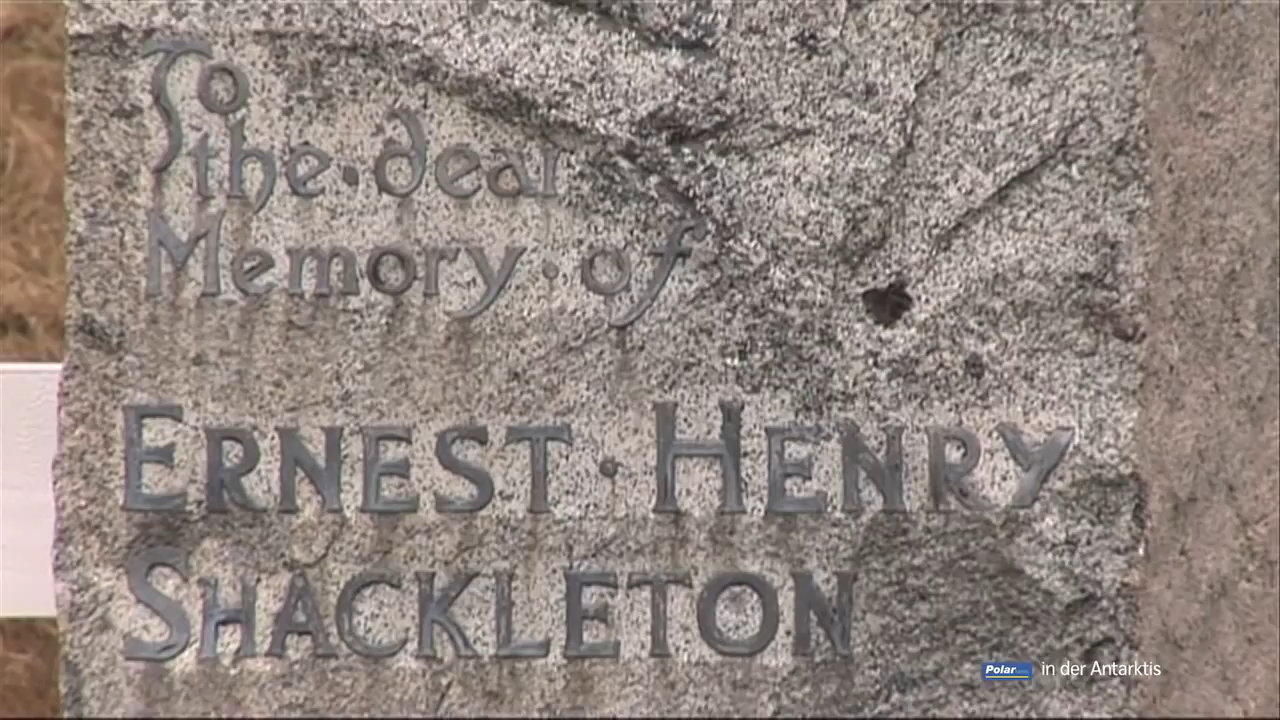 To
the·dear
Memory·of
ERNEST·HENRY
SHACKLETON
Polar in der Antarktis